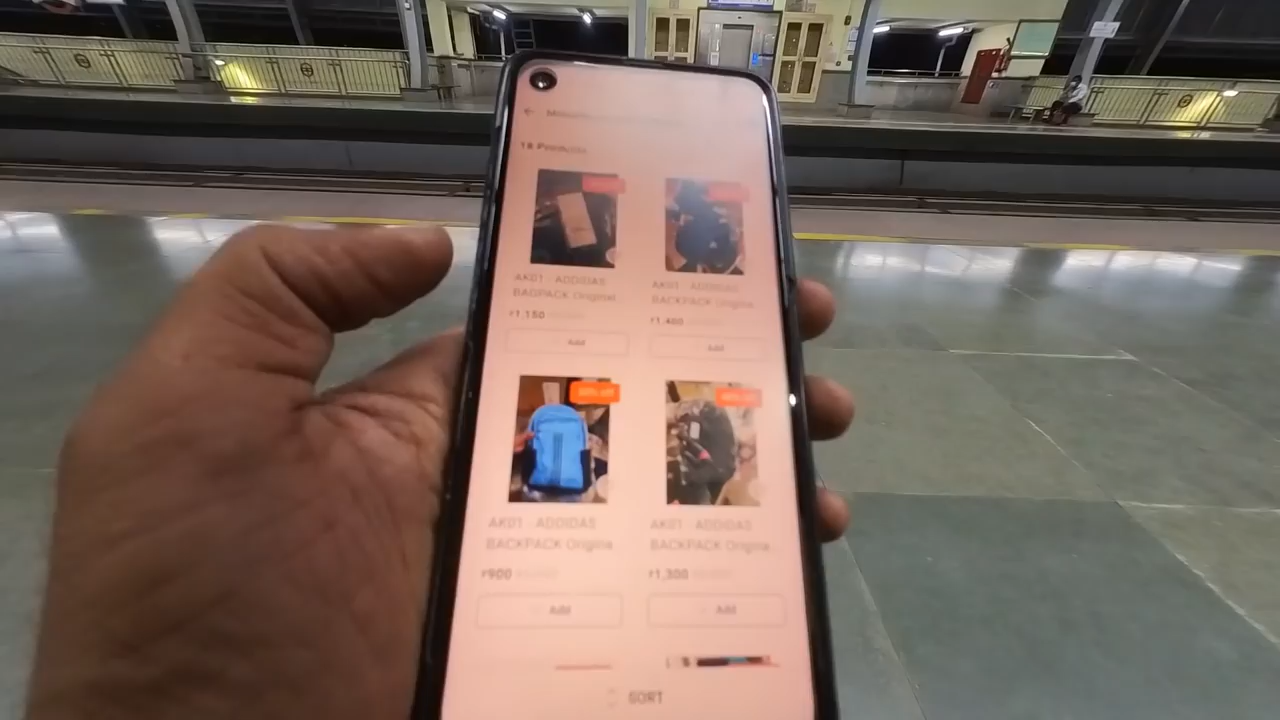 18 Products
AK01 - ADDIDAS
BAGPACK Original
₹1,150
Add
AK01 - ADDIDAS
BACKPACK Origina
₹1,400
Add
AK01 - ADDIDAS
BACKPACK Origina
₹900
Add
AK01 - ADDIDAS
BACKPACK Origina
₹1,300
Add
SORT